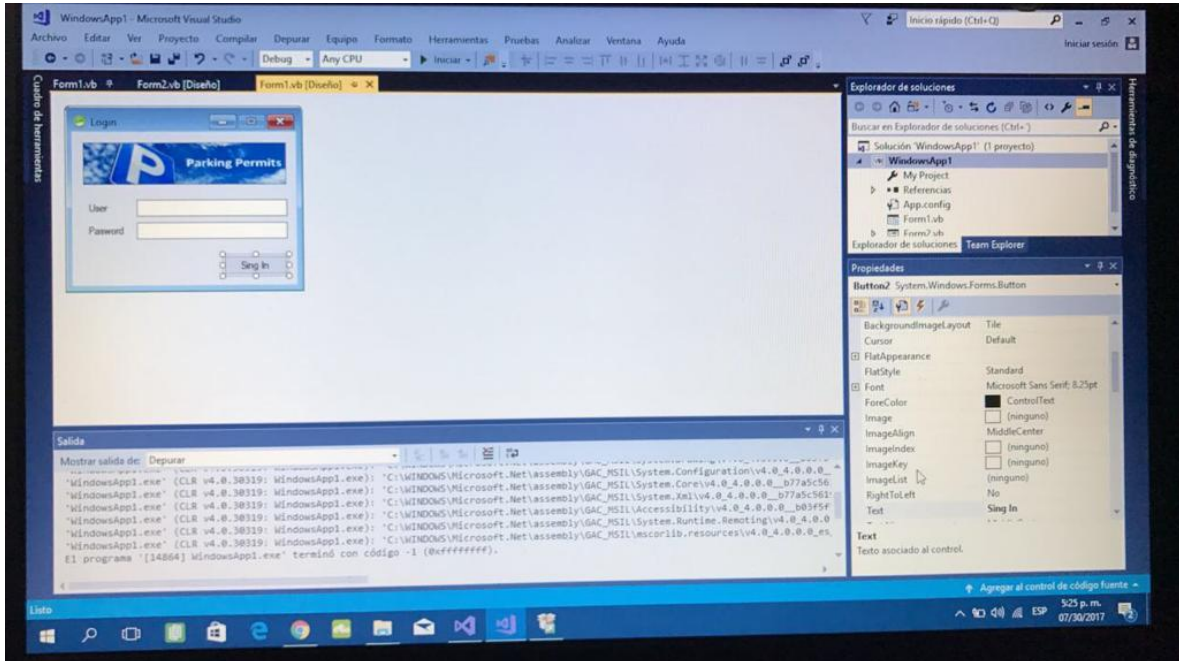 WindowsApp1 - Microsoft Visual Studio
Inicio rápido (Ctrl+Q)
Archivo Editar Ver Proyecto Compilar Depurar Equipo Formato Herramientas Pruebas Analizar Ventana Ayuda
Iniciar sesión
Debug Any CPU Iniciar
Cuadro de herramientas
Form1.vb Form2.vb [Diseño] Form1.vb [Diseño]
Login
P Parking Permits
User
Pasword
Sing In
Explorador de soluciones
Buscar en Explorador de soluciones (Ctrl+ )
Solución 'WindowsApp1' (1 proyecto)
WindowsApp1
My Project
Referencias
App.config
Form1.vb
Form2.vb
Explorador de soluciones Team Explorer
Herramientas de diagnóstico
Propiedades
Button2 System.Windows.Forms.Button
BackgroundImageLayout Tile
Cursor Default
FlatAppearance
FlatStyle Standard
Font Microsoft Sans Serif; 8.25pt
ForeColor ControlText
Image (ninguno)
ImageAlign MiddleCenter
ImageIndex (ninguno)
ImageKey (ninguno)
ImageList (ninguno)
RightToLeft No
Text Sing In
Text
Texto asociado al control.
Salida
Mostrar salida de: Depurar
'WindowsApp1.exe' (CLR v4.0.30319: WindowsApp1.exe): 'C:\WINDOWS\Microsoft.Net\assembly\GAC_MSIL\System.Configuration\v4.0_4.0.0.0_
'WindowsApp1.exe' (CLR v4.0.30319: WindowsApp1.exe): 'C:\WINDOWS\Microsoft.Net\assembly\GAC_MSIL\System.Core\v4.0_4.0.0.0__b77a5c56
'WindowsApp1.exe' (CLR v4.0.30319: WindowsApp1.exe): 'C:\WINDOWS\Microsoft.Net\assembly\GAC_MSIL\System.Xml\v4.0_4.0.0.0__b77a5c561
'WindowsApp1.exe' (CLR v4.0.30319: WindowsApp1.exe): 'C:\WINDOWS\Microsoft.Net\assembly\GAC_MSIL\Accessibility\v4.0_4.0.0.0__b03f5f
'WindowsApp1.exe' (CLR v4.0.30319: WindowsApp1.exe): 'C:\WINDOWS\Microsoft.Net\assembly\GAC_MSIL\System.Runtime.Remoting\v4.0_4.0.0
'WindowsApp1.exe' (CLR v4.0.30319: WindowsApp1.exe): 'C:\WINDOWS\Microsoft.Net\assembly\GAC_MSIL\mscorlib.resources\v4.0_4.0.0.0_es_
El programa '[14864] WindowsApp1.exe' terminó con código -1 (0xffffffff).
Agregar al control de código fuente
Listo
ESP
5:25 p. m.
07/30/2017